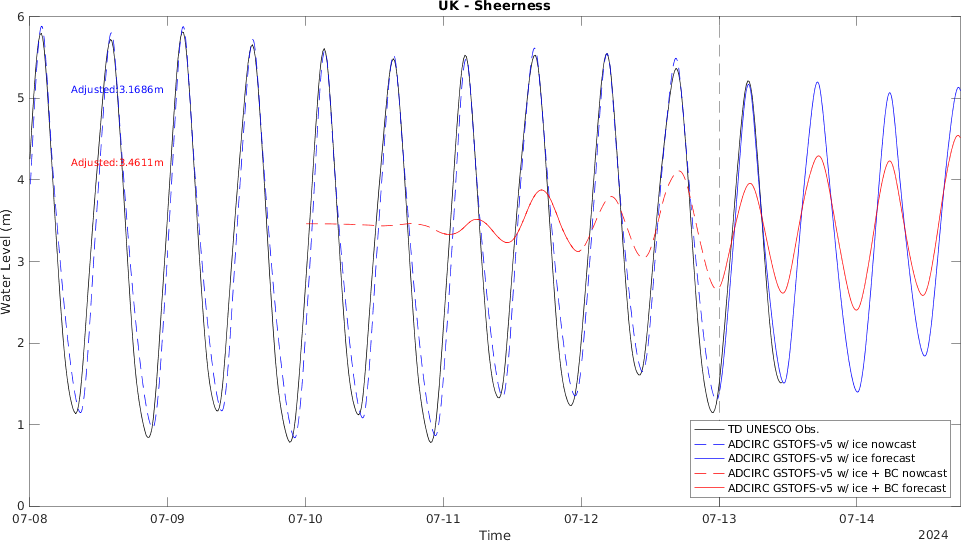 UK - Sheerness
6
5
4
3
2
1
0
Water Level (m)
Adjusted:3.1686m
Adjusted:3.4611m
TD UNESCO Obs.
ADCIRC GSTOFS-v5 w/ ice nowcast
ADCIRC GSTOFS-v5 w/ ice forecast
ADCIRC GSTOFS-v5 w/ ice + BC nowcast
ADCIRC GSTOFS-v5 w/ ice + BC forecast
07-08 07-09 07-10 07-11 07-12 07-13 07-14
Time
2024